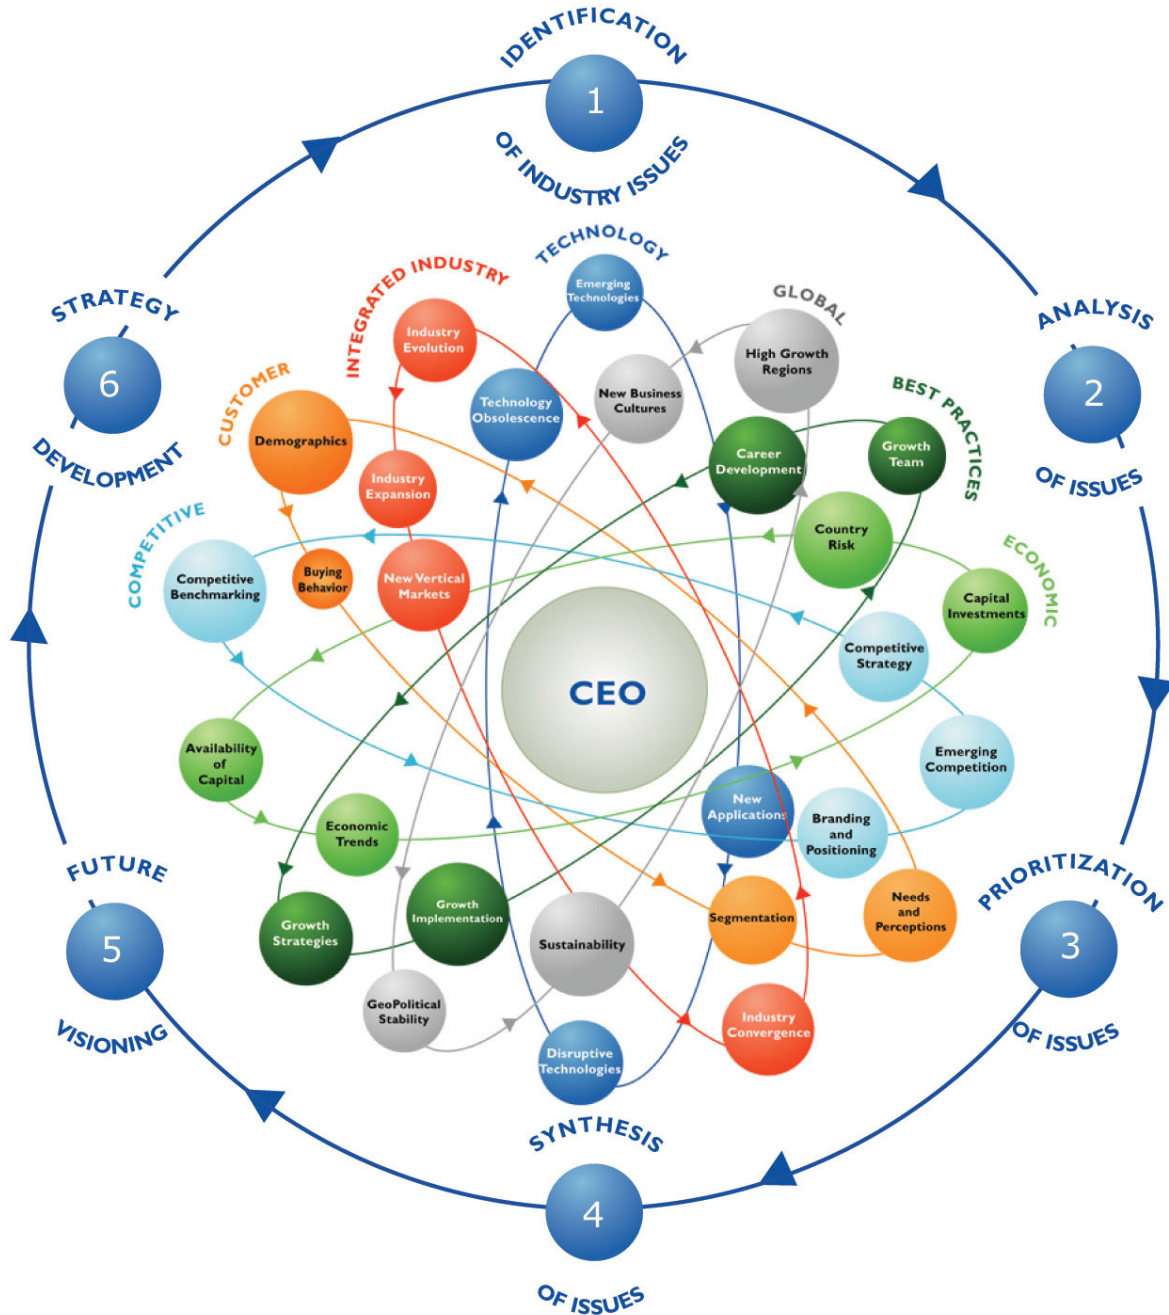 IDENTIFICATION
1
OF INDUSTRY ISSUES
ANALYSIS
2
OF ISSUES
PRIORITIZATION
3
OF ISSUES
SYNTHESIS
4
OF ISSUES
FUTURE
5
VISIONING
STRATEGY
6
DEVELOPMENT
TECHNOLOGY
Emerging
Technologies
Technology
Obsolescence
New
Applications
Disruptive
Technologies
INTEGRATED INDUSTRY
Industry
Evolution
Industry
Expansion
New Vertical
Markets
Industry
Convergence
GLOBAL
High Growth
Regions
New Business
Cultures
Sustainability
GeoPolitical
Stability
CUSTOMER
Demographics
Buying
Behavior
Segmentation
Needs
and
Perceptions
BEST PRACTICES
Career
Development
Growth
Team
Growth
Strategies
Growth
Implementation
COMPETITIVE
Competitive
Benchmarking
Competitive
Strategy
Emerging
Competition
Branding
and
Positioning
ECONOMIC
Country
Risk
Capital
Investments
Availability
of
Capital
Economic
Trends
CEO